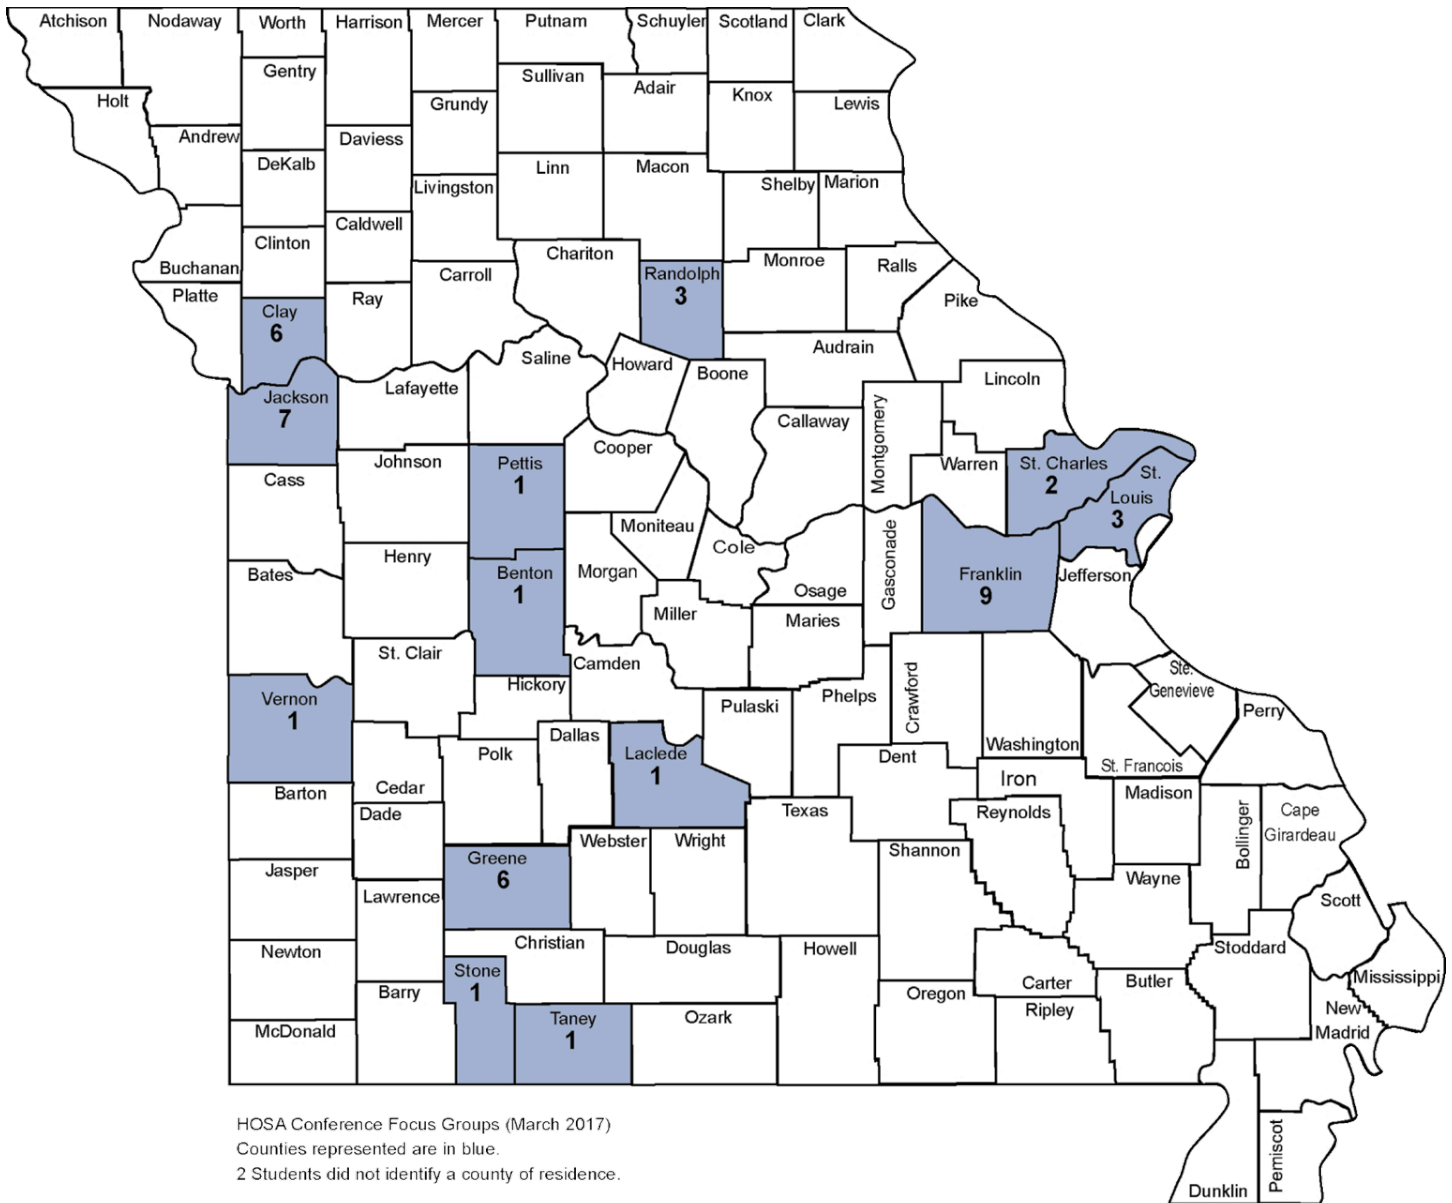 Atchison
Nodaway
Worth
Harrison
Mercer
Putnam
Schuyler
Scotland
Clark
Gentry
Sullivan
Adair
Knox
Lewis
Holt
Grundy
Andrew
Daviess
DeKalb
Linn
Macon
Livingston
Shelby
Marion
Caldwell
Clinton
Chariton
Buchanan
Carroll
Randolph
3
Monroe
Ralls
Platte
Ray
Pike
Clay
6
Audrain
Saline
Howard
Boone
Lincoln
Lafayette
Jackson
7
Callaway
Montgomery
Cooper
Johnson
Pettis
1
Warren
St. Charles
2
St.
Louis
3
Cass
Moniteau
Cole
Henry
Benton
1
Morgan
Bates
Osage
Gasconade
Franklin
9
Jefferson
Miller
Maries
St. Clair
Camden
Hickory
Ste.
Genevieve
Vernon
1
Phelps
Crawford
Pulaski
Perry
Dallas
Polk
Laclede
1
Washington
Dent
St. Francois
Iron
Cedar
Barton
Madison
Dade
Texas
Reynolds
Bollinger
Cape
Girardeau
Webster
Wright
Shannon
Greene
6
Jasper
Wayne
Lawrence
Scott
Christian
Douglas
Howell
Stoddard
Newton
Stone
1
Mississippi
Carter
Butler
Barry
Oregon
Ripley
New
Madrid
Taney
1
Ozark
McDonald
HOSA Conference Focus Groups (March 2017)
Counties represented are in blue.
2 Students did not identify a county of residence.
Pemiscot
Dunklin